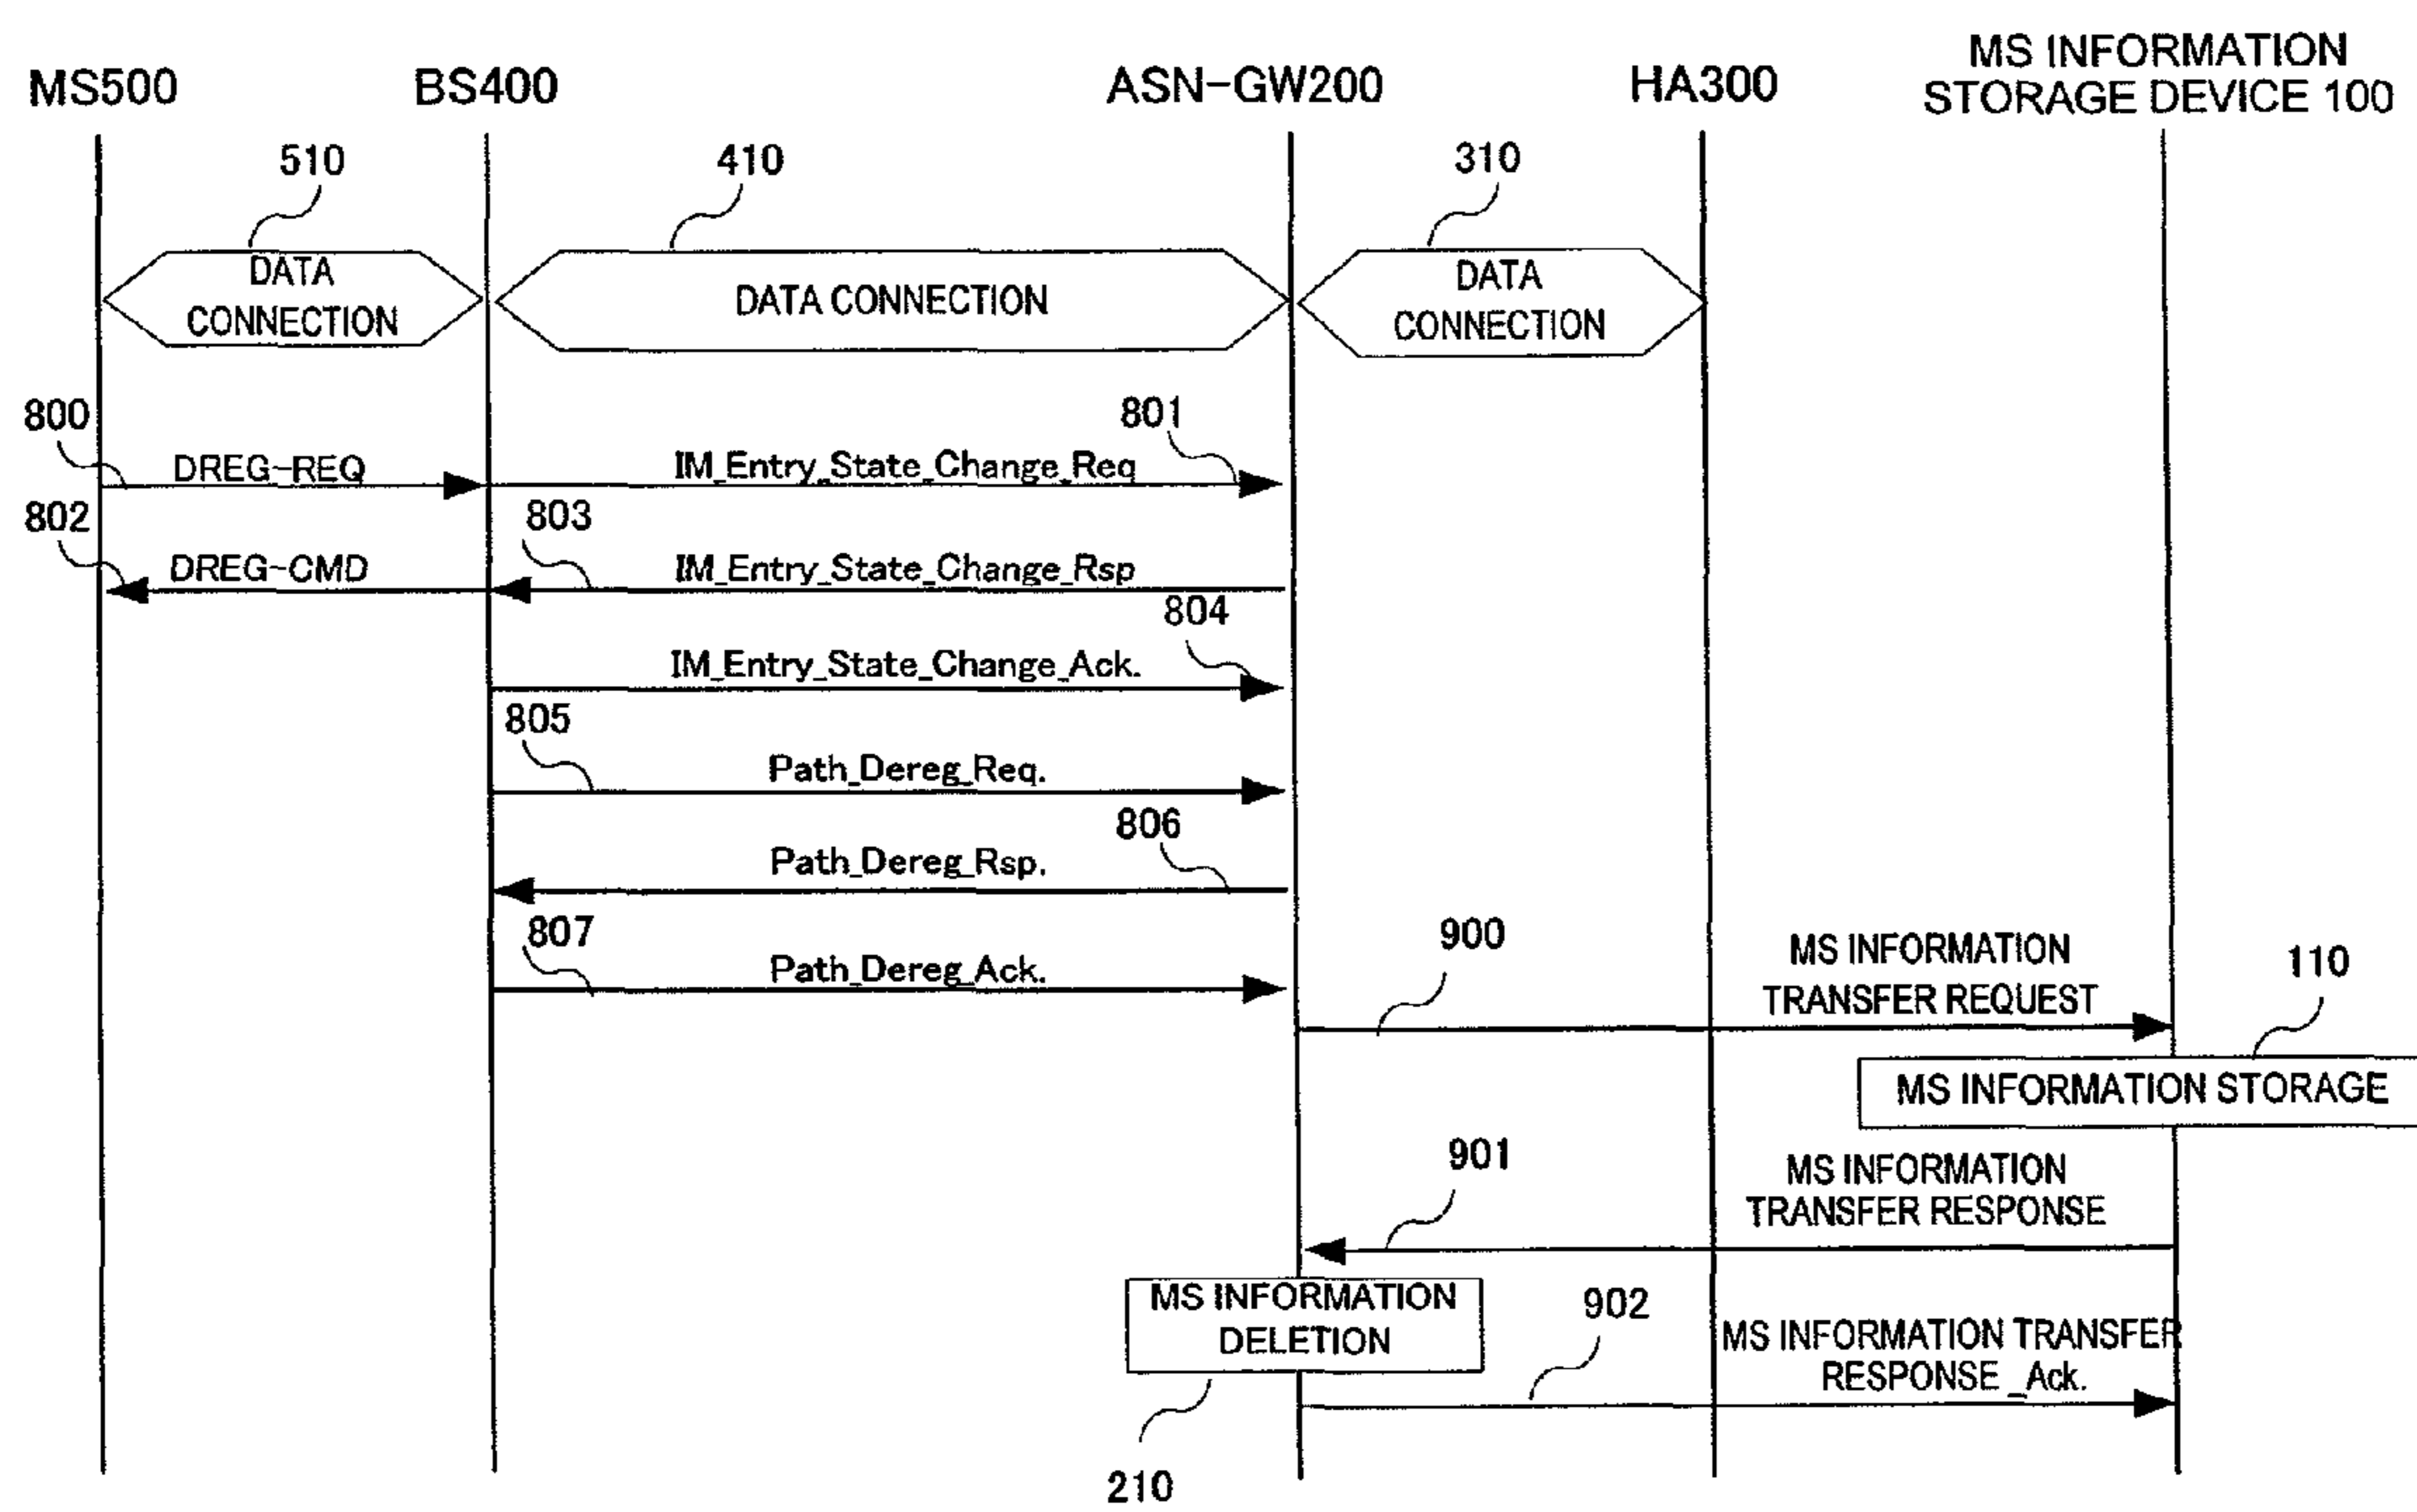 MS500
BS400
ASN-GW200
HA300
MS INFORMATION
STORAGE DEVICE 100
510
410
310
DATA
CONNECTION
DATA CONNECTION
DATA
CONNECTION
800
801
DREG-REQ
IM_Entry_State_Change_Req
802
803
DREG-CMD
IM_Entry_State_Change_Rsp
804
IM_Entry_State_Change_Ack.
805
Path_Dereg_Req.
806
Path_Dereg_Rsp.
807
Path_Dereg_Ack.
900
MS INFORMATION
TRANSFER REQUEST
110
MS INFORMATION STORAGE
901
MS INFORMATION
TRANSFER RESPONSE
MS INFORMATION
DELETION
902
MS INFORMATION TRANSFER
RESPONSE _Ack.
210